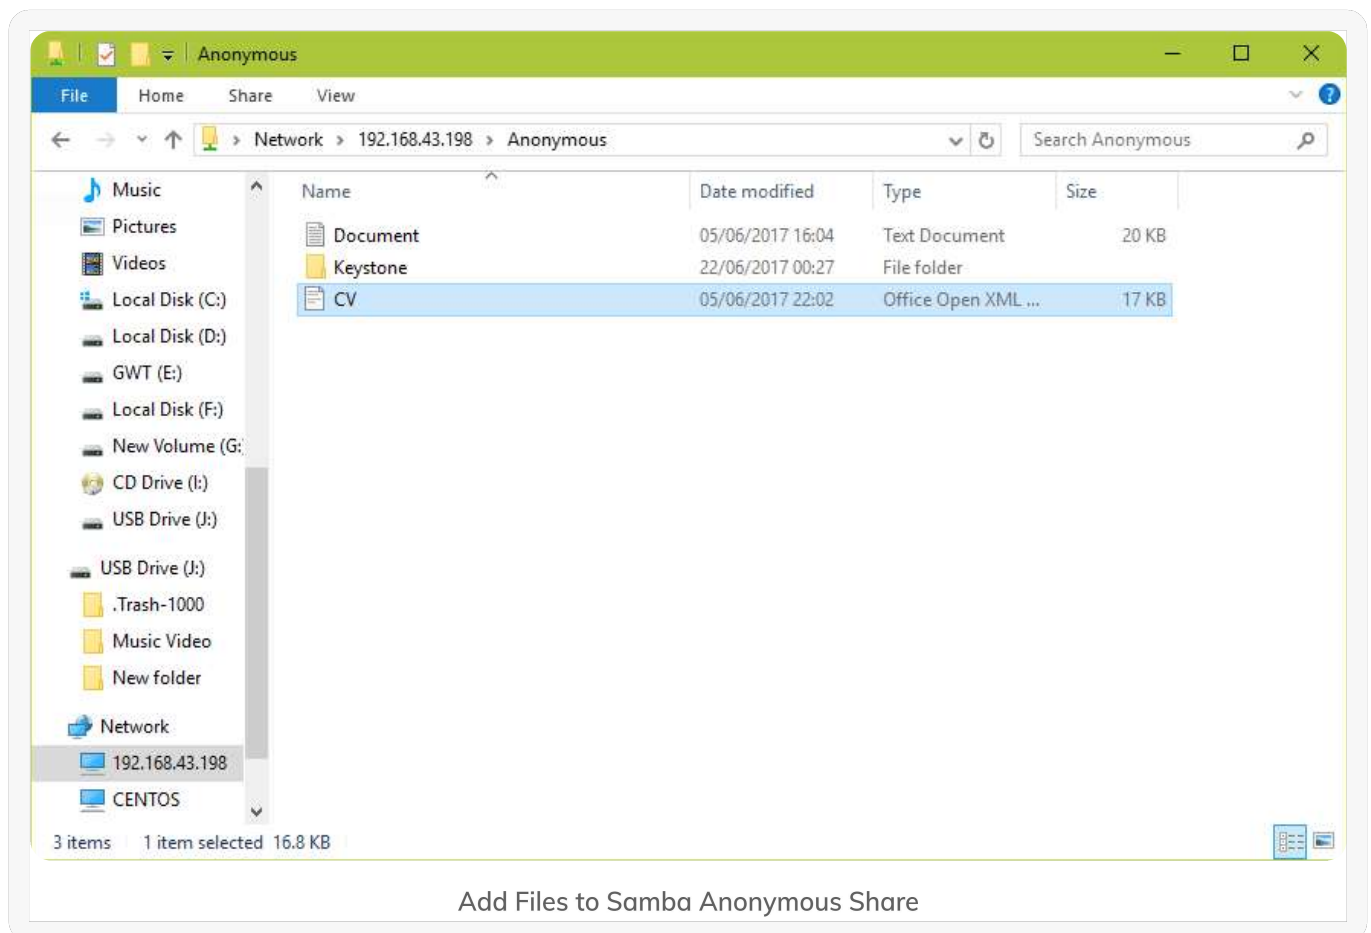 Anonymous
File Home Share View
Network > 192.168.43.198 > Anonymous
Search Anonymous
Name Date modified Type Size
Document 05/06/2017 16:04 Text Document 20 KB
Keystone 22/06/2017 00:27 File folder
CV 05/06/2017 22:02 Office Open XML ... 17 KB
Music
Pictures
Videos
Local Disk (C:)
Local Disk (D:)
GWT (E:)
Local Disk (F:)
New Volume (G:
CD Drive (I:)
USB Drive (J:)
USB Drive (J:)
.Trash-1000
Music Video
New folder
Network
192.168.43.198
CENTOS
3 items 1 item selected 16.8 KB
Add Files to Samba Anonymous Share